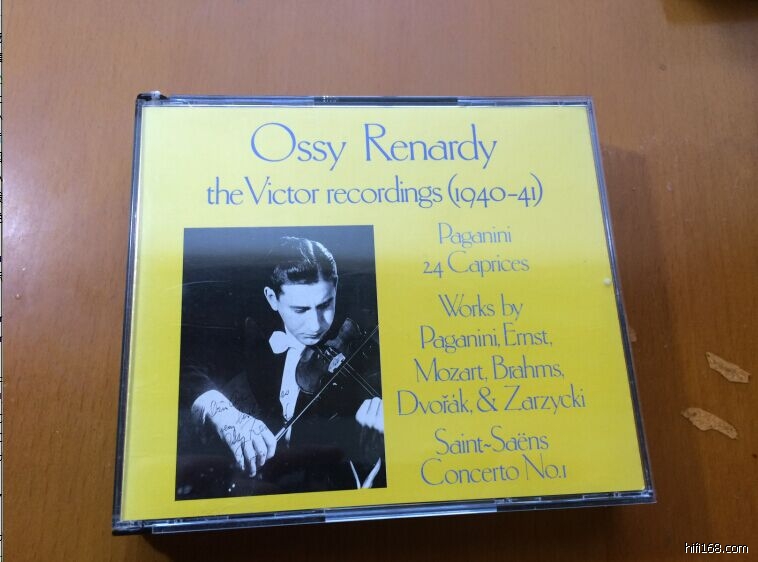 Ossy Renardy
the Victor recordings (1940-41)
Paganini
24 Caprices
Works by
Paganini, Ernst,
Mozart, Brahms,
Dvořák, & Zarzycki
Saint~Saëns
Concerto No.1
hifi168.com